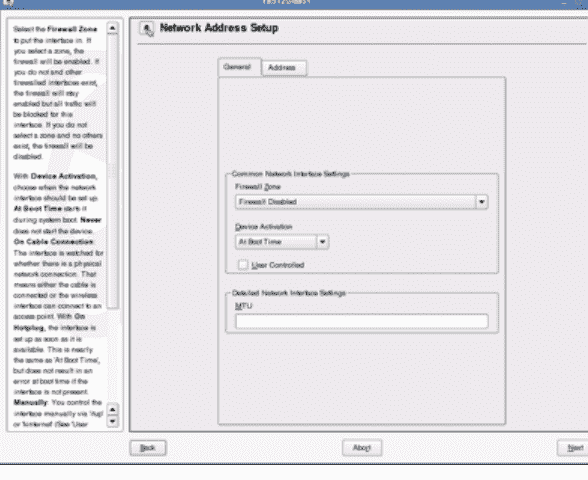 Network Address Setup
Select the Firewall Zone
to put the interface in. If
you select a zone, the
firewall will be enabled. If
you do not and other
firewalled interfaces exist,
the firewall will stay
enabled but all traffic will
be blocked for this
interface. If you do not
select a zone and no others
exist, the firewall will be
disabled.
With Device Activation,
choose when the network
interface should be set up.
At Boot Time starts it
during system boot. Never
does not start the device.
On Cable Connection:
The interface is watched for
whether there is a physical
network connection. That
means either the cable is
connected or the wireless
interface can connect to an
access point. With On
Hotplug, the interface is
set up as soon as it is
available. This is nearly
the same as 'At Boot Time',
but does not result in an
error at boot time if the
interface is not present.
Manually: You control the
interface manually via 'ifup'
(See 'User
General
Address
Common Network Interface Settings
Firewall Zone
Firewall Disabled
Device Activation
At Boot Time
User Controlled
Detailed Network Interface Settings
MTU
Back
Abort
Next